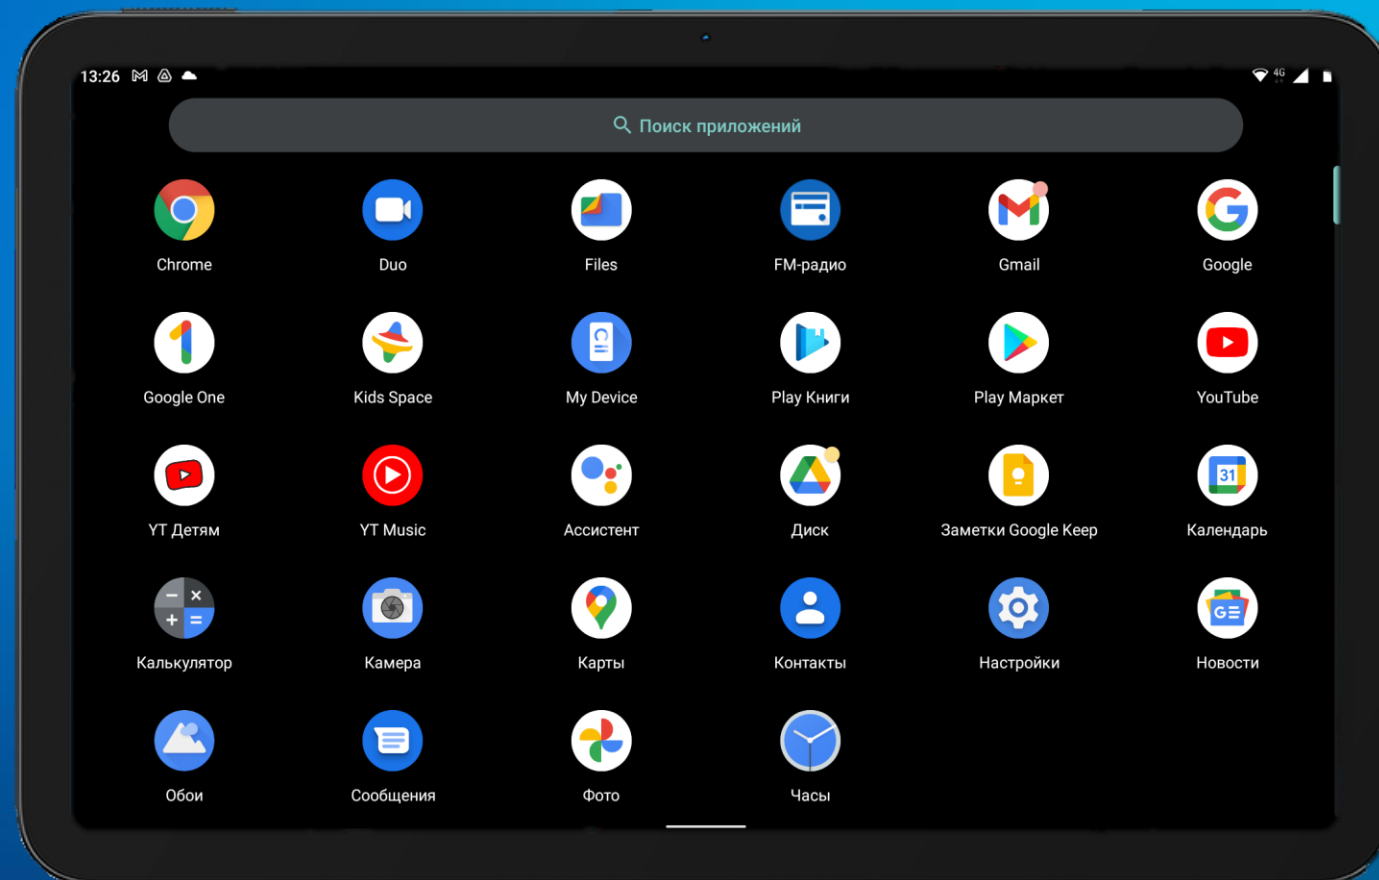 13:26
4G
Поиск приложений
Chrome Duo Files FM-радио Gmail Google
Google One Kids Space My Device Play Книги Play Маркет YouTube
31
YT Детям YT Music Ассистент Диск Заметки Google Keep Календарь
Калькулятор Камера Карты Контакты Настройки Новости
Обои Сообщения Фото Часы